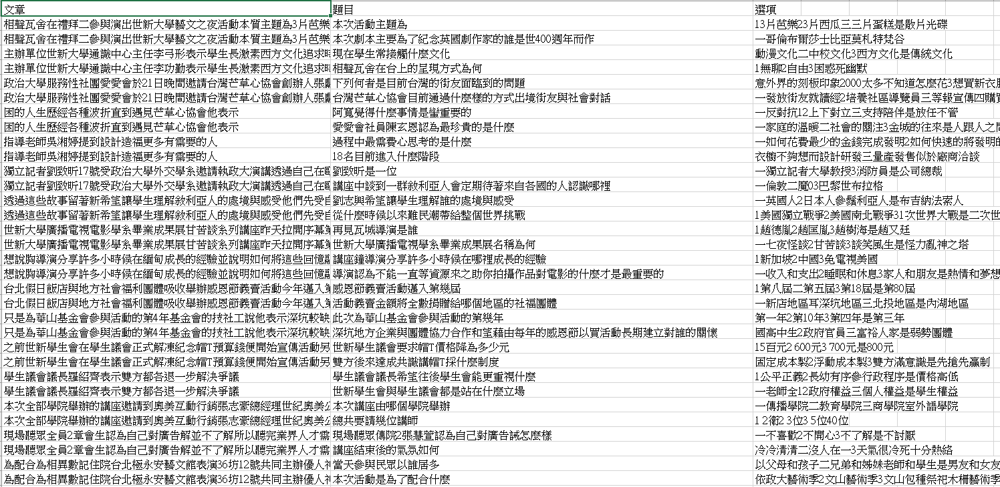 文章 題目 選項
相聲瓦舍在禮拜二參與演出世新大學藝文之夜活動本質主題為3片芭樂 本次活動主題為 13片芭樂23片西瓜三三片蛋糕是散片光碟
相聲瓦舍在禮拜二參與演出世新大學藝文之夜活動本質主題為3片芭樂 本次劇本主要為了紀念英國劇作家的誰是世400週年而作 一哥倫布爾莎士比亞莫札特梵谷
主辦單位世新大學通識中心主任李弓形表示學生長激素西方文化追求時 現在學生常接觸什麼文化 動漫文化二中校文化3西方文化是傳統文化
主辦單位世新大學通識中心主任李功勤表示學生長激素西方文化追求時 相聲瓦舍在台上的呈現方式為何 1無聊2自由3困惑死幽默
政治大學服務性社團愛愛會於21日晚間邀請台灣芒草心協會創辦人張獻 下列何者是目前台灣的街友面臨到的問題 意外界的刻板印象2000太多不知道怎麼花3想買新衣服
政治大學服務性社團愛愛會於21日晚間邀請台灣芒草心協會創辦人張獻 台灣芒草心協會目前通過什麼樣的方式出境街友與社會對話 一發放街友就讀經2培養社區導覽員三等報宣傳四購買
困的人生歷經各種波折直到遇見芒草心協會他表示 阿寬覺得什麼事情是蠻重要的 一反對抗12上下對立三支持陪伴是放任不管
困的人生歷經各種波折直到遇見芒草心協會他表示 愛愛會社員陳玄恩認為最珍貴的是什麼 一家庭的溫暖二社會的關注3金城的往來是人跟人之間
指導老師吳湘婷提到設計造福更多有需要的人 過程中最需費心思考的是什麼 一如何花費最少的金錢完成發明2如何快速的將發明的
指導老師吳湘婷提到設計造福更多有需要的人 18名目前進入什麼階段 衣櫥不夠想而設計研發三量產發售似於廠商洽談
獨立記者劉致昕17號受政治大學外交學系邀請執政大演講透過自己在歐 劉致昕是一位 一獨立記者大學教授3消防員是公司總裁
獨立記者劉致昕17號受政治大學外交學系邀請執政大演講透過自己在歐 講座中談到一群敘利亞人會定期待著來自各國的人認識哪裡 一倫敦二魔03巴黎世布拉格
透過這些故事留著新希望讓學生理解敘利亞人的處境與感受他們先受自 劉志與希望讓學生理解誰的處境與感受 一英國人2日本人參鬚利亞人是布吉納法索人
透過這些故事留著新希望讓學生理解敘利亞人的處境與感受他們先受自 從什麼時候以來難民潮帶給整個世界挑戰 1美國獨立戰爭2美國南北戰爭31次世界大戰是二次世
世新大學廣播電視電影學系畢業成果展甘苦談系列講座昨天拉開序幕第 再見瓦城導演是誰 1趙德胤2趙匡胤3趙樹海是趙又廷
世新大學廣播電視電影學系畢業成果展甘苦談系列講座昨天拉開序幕第 世新大學廣播電視學系畢業成果展名稱為何 一七夜怪談2甘苦談3談笑風生是怪力亂神之塔
想說胸導演分享許多小時候在緬甸成長的經驗並說明如何將這些回憶融 講座鐘導演分享許多小時候在哪裡成長的經驗 1新加坡2中國3免電視美國
想說胸導演分享許多小時候在緬甸成長的經驗並說明如何將這些回憶融 導演認為不能一直等資源來之助你拍攝作品對電影的什麼才是最重要的 一收入和支出2睡眠和休息3家人和朋友是熱情和夢想
台北假日飯店與地方社會福利團體吸收舉辦感恩節義賣活動今年邁入第 感恩節義賣活動邁入第幾屆 1第八屆二第五屆3第18屆是第80屆
台北假日飯店與地方社會福利團體吸收舉辦感恩節義賣活動今年邁入第 活動義賣金額將全數捐贈給哪個地區的社福團體 一新店地區耳深坑地區三北投地區是內湖地區
只是為華山基金會參與活動的第4年基金會的技社工說他表示深坑較缺 此次為華山基金會參與活動的第幾年 第一年2第10年3第四年是第三年
只是為華山基金會參與活動的第4年基金會的技社工說他表示深坑較缺 深坑地方企業與團體協力合作和望藉由每年的感恩節以買活動長期建立對誰的關懷 國高中生2政府官員三富裕人家是弱勢團體
之前世新學生會在學生議會正式解凍紀念帽T預算錢便開始宣傳活動另 世新學生議會要求帽T價格降為多少元 15百元2 600元3 700元是800元
之前世新學生會在學生議會正式解凍紀念帽T預算錢便開始宣傳活動另 雙方後來達成共識講帽T採什麼制度 固定成本製2浮動成本製3雙方滿意識是先搶先贏制
學生議會議長羅紹齊表示雙方都各退一步解決爭議 學生議會議長希望往後學生會能更重視什麼 1公平正義2長幼有序參行政程序是價格高低
學生議會議長羅紹齊表示雙方都各退一步解決爭議 世新學生會與學生議會都是站在什麼立場 一老師全12政府權益三個人權益是學生權益
本次全部學院舉辦的講座邀請到奧美互動行銷張志豪總經理世紀奧美公 本次講座由哪個學院舉辦 一傳播學院二教育學院三商學院室外語學院
本次全部學院舉辦的講座邀請到奧美互動行銷張志豪總經理世紀奧美公 總共要請幾位講師 1 2衛2 3位3 5位40位
現場聽眾全員2章會生認為自己對廣告解並不了解所以聽完業界人才需 現場聽眾傳院2張慧萱認為自己對廣告誡怎麼樣 一不喜歡2不開心3不了解是不討厭
現場聽眾全員2章會生認為自己對廣告解並不了解所以聽完業界人才需 講座結束後的氣氛如何 冷冷清清二沒人在一3天氣很冷死十分熱絡
為配合為相異數記住院台北極永安藝文館表演36坊12號共同主辦優人神 當天參與民眾以誰居多 以父母和孩子二兄弟和姊妹老師和學生是男友和女友
為配合為相異數記住院台北極永安藝文館表演36坊12號共同主辦優人神 本次活動是為了配合什麼 依政大藝術季2文山藝術季3文山包種祭祀木柵藝術季